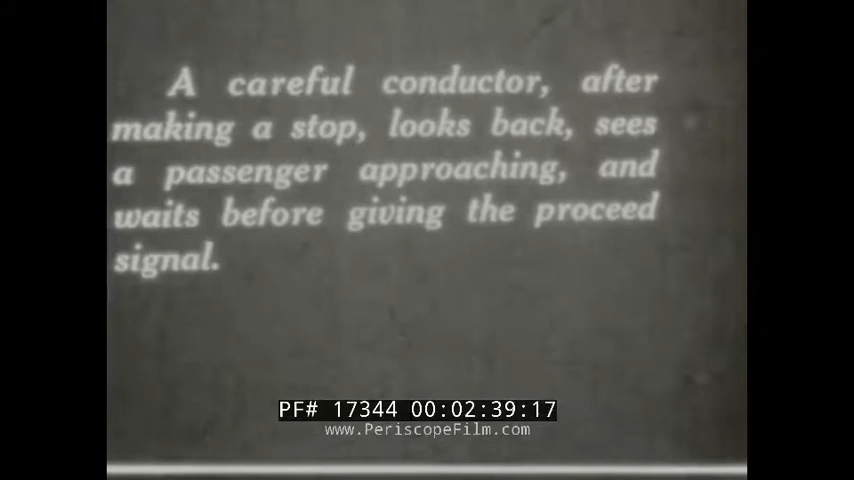 A careful conductor, after
making a stop, looks back, sees
a passenger approaching, and
waits before giving the proceed
signal.
PF# 17344 00:02:39:17
www.PeriscopeFilm.com